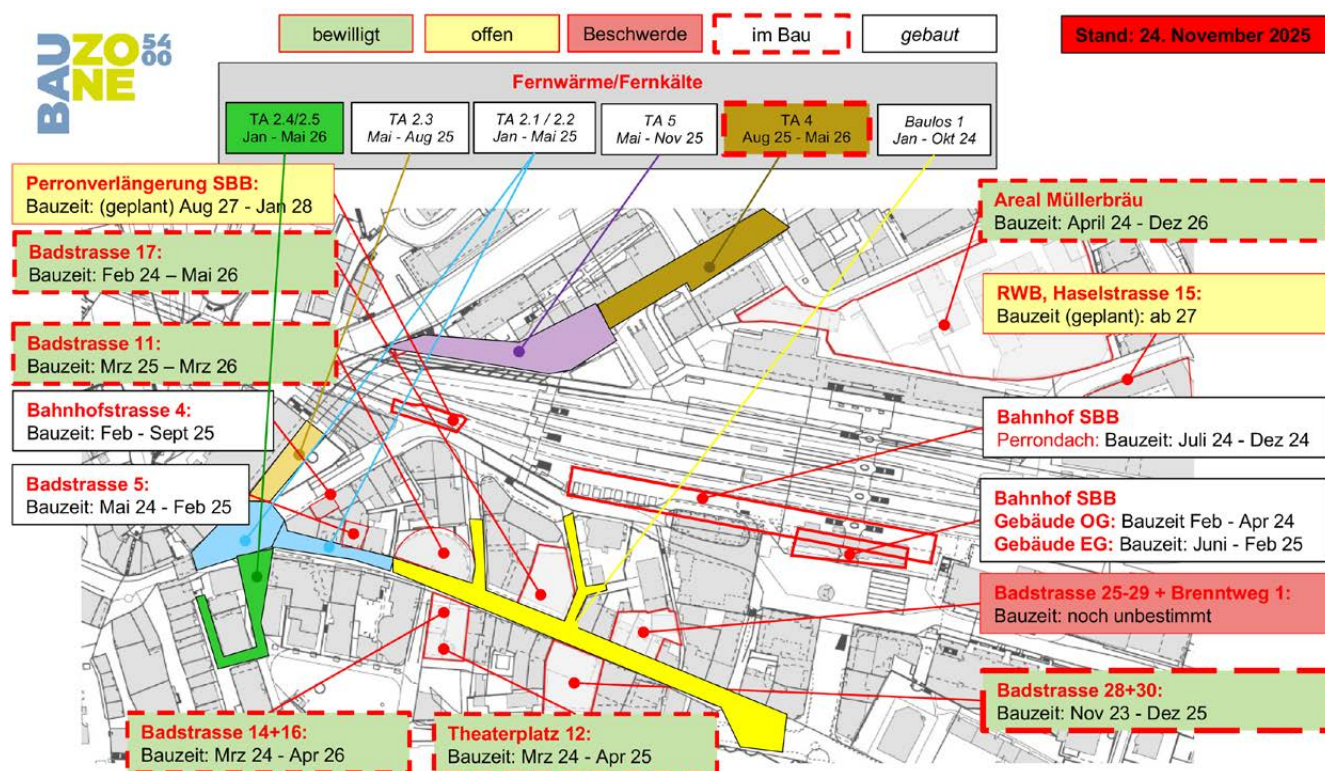 BAU ZONE 5400
bewilligt
offen
Beschwerde
im Bau
gebaut
Stand: 24. November 2025
Fernwärme/Fernkälte
TA 2.4/2.5
Jan - Mai 26
TA 2.3
Mai - Aug 25
TA 2.1 / 2.2
Jan - Mai 25
TA 5
Mai - Nov 25
TA 4
Aug 25 - Mai 26
Baulos 1
Jan - Okt 24
Perronverlängerung SBB:
Bauzeit: (geplant) Aug 27 - Jan 28
Badstrasse 17:
Bauzeit: Feb 24 – Mai 26
Badstrasse 11:
Bauzeit: Mrz 25 – Mrz 26
Bahnhofstrasse 4:
Bauzeit: Feb - Sept 25
Badstrasse 5:
Bauzeit: Mai 24 - Feb 25
Areal Müllerbräu
Bauzeit: April 24 - Dez 26
RWB, Haselstrasse 15:
Bauzeit (geplant): ab 27
Bahnhof SBB
Perrondach: Bauzeit: Juli 24 - Dez 24
Bahnhof SBB
Gebäude OG: Bauzeit Feb - Apr 24
Gebäude EG: Bauzeit: Juni - Feb 25
Badstrasse 25-29 + Brenntweg 1:
Bauzeit: noch unbestimmt
Badstrasse 28+30:
Bauzeit: Nov 23 - Dez 25
Badstrasse 14+16:
Bauzeit: Mrz 24 - Apr 26
Theaterplatz 12:
Bauzeit: Mrz 24 - Apr 25